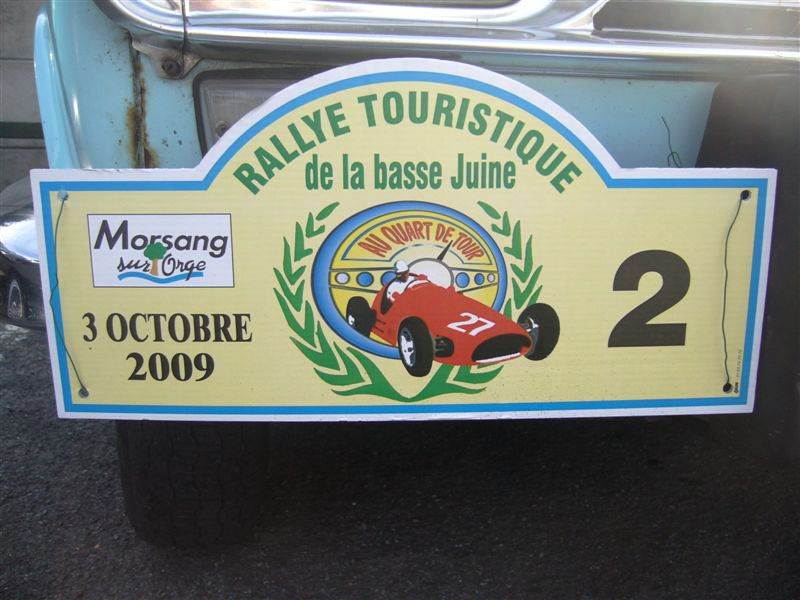 RALLYE TOURISTIQUE
de la basse Juine
Morsang
sur Orge
3 OCTOBRE
2009
AU QUART DE TOUR
27
2